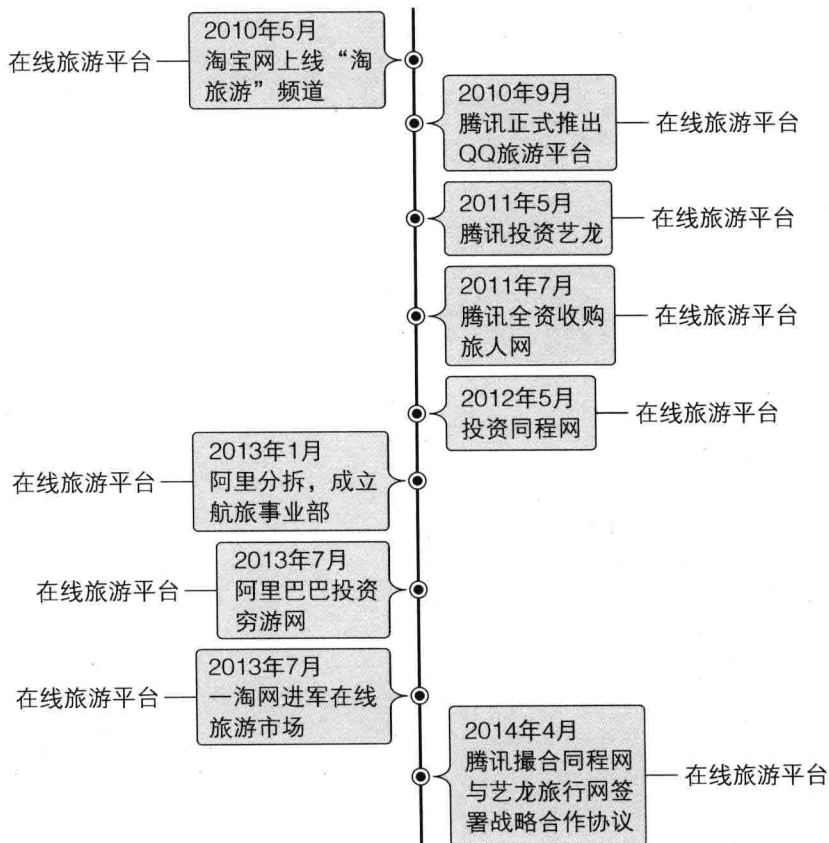 2010年5月
淘宝网上线“淘
旅游”频道
在线旅游平台
2010年9月
腾讯正式推出
QQ旅游平台
在线旅游平台
2011年5月
腾讯投资艺龙
在线旅游平台
2011年7月
腾讯全资收购
旅人网
在线旅游平台
2012年5月
投资同程网
在线旅游平台
2013年1月
阿里分拆，成立
航旅事业部
在线旅游平台
2013年7月
阿里巴巴投资
穷游网
在线旅游平台
2013年7月
一淘网进军在线
旅游市场
在线旅游平台
2014年4月
腾讯撮合同程网
与艺龙旅行网签
署战略合作协议
在线旅游平台